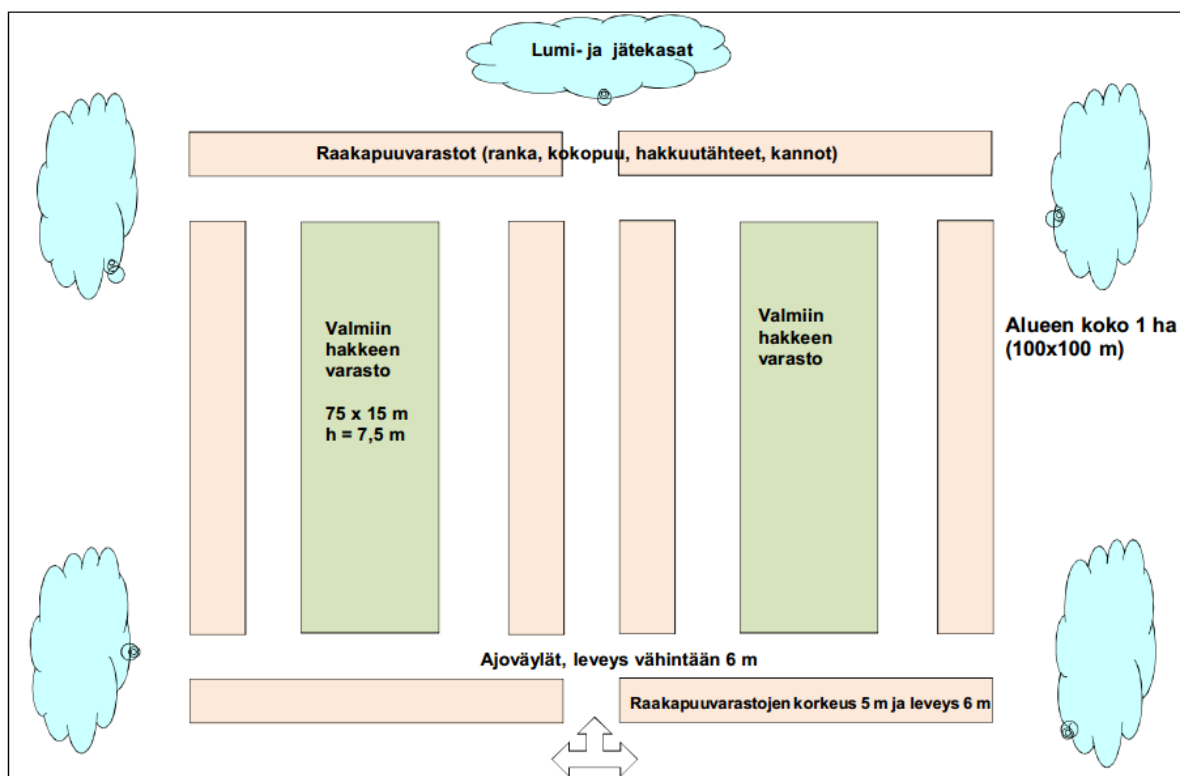 Lumi- ja jätekasat
Raakapuuvarastot (ranka, kokopuu, hakkuutähteet, kannot)
Valmiin
hakkeen
varasto
75 x 15 m
h = 7,5 m
Valmiin
hakkeen
varasto
Alueen koko 1 ha
(100x100 m)
Ajoväylät, leveys vähintään 6 m
Raakapuuvarastojen korkeus 5 m ja leveys 6 m